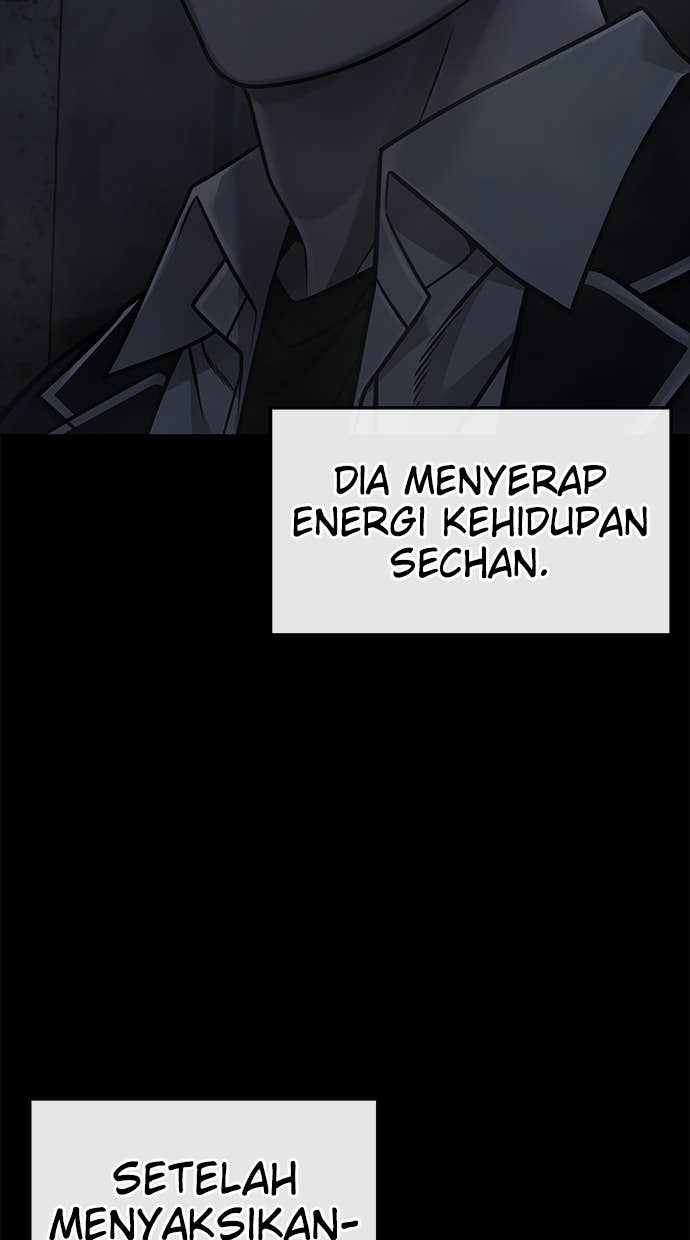 DIA MENYERAP
ENERGI KEHIDUPAN
SECHAN.
SETELAH
MENYAKSIKAN-